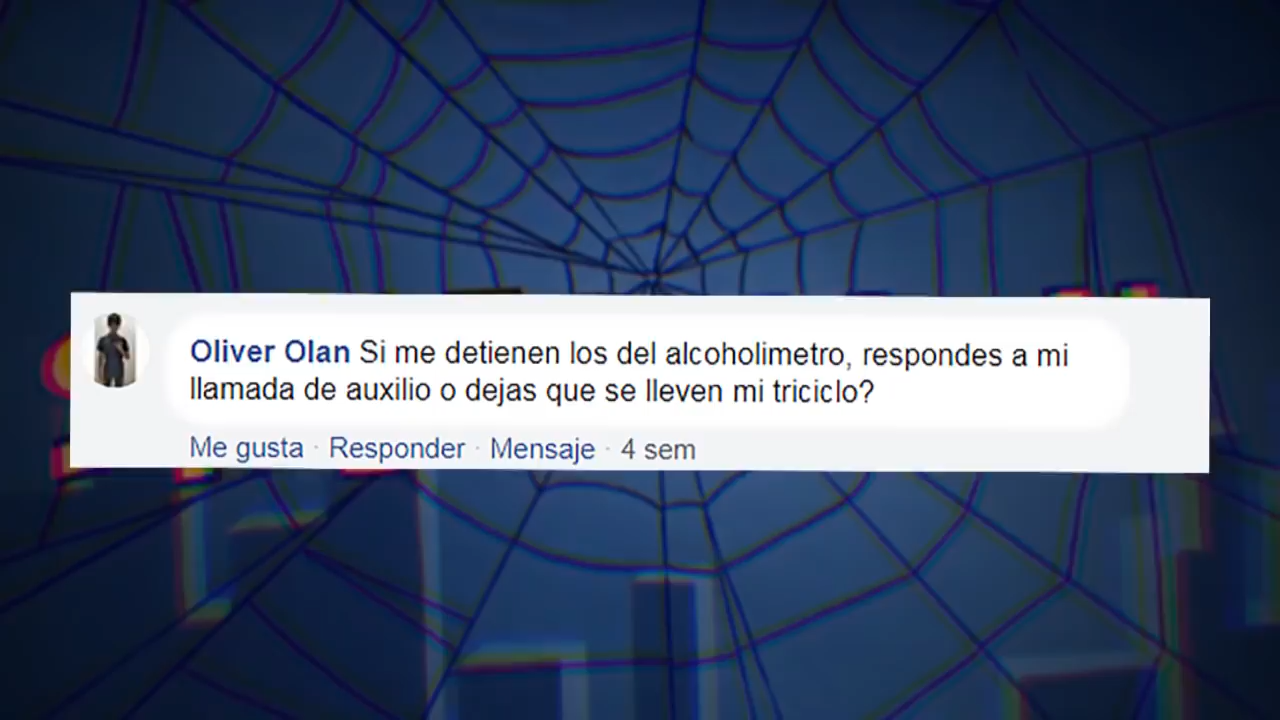 Oliver Olan Si me detienen los del alcoholimetro, respondes a mi
llamada de auxilio o dejas que se lleven mi triciclo?
Me gusta · Responder · Mensaje · 4 sem